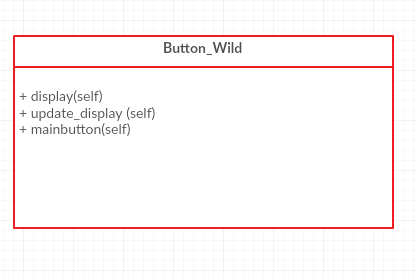 Button_Wild
+ display(self)
+ update_display (self)
+ mainbutton(self)